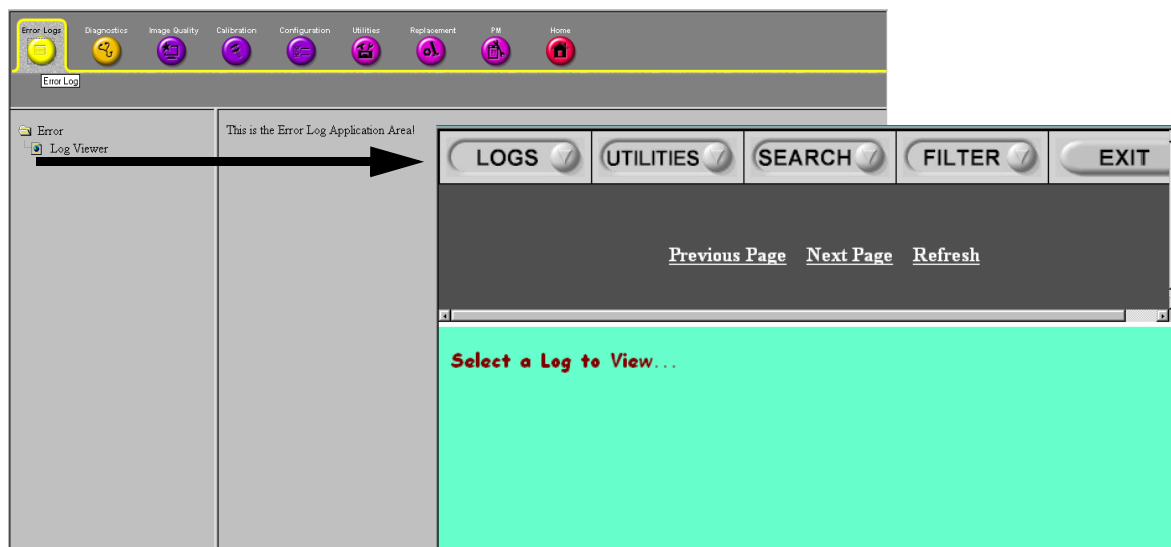 Error Logs Diagnostics Image Quality Calibration Configuration Utilities Replacement PM Home
Error Log
Error
Log Viewer
This is the Error Log Application Area!
LOGS UTILITIES SEARCH FILTER EXIT
Previous Page Next Page Refresh
Select a Log to View...